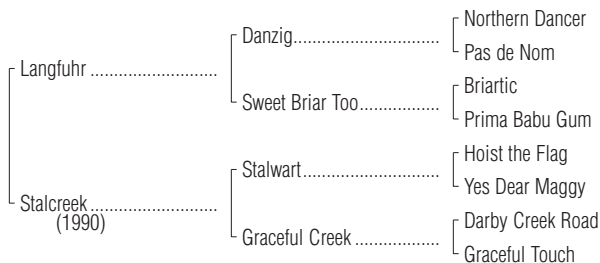 Northern Dancer
Danzig................................
Pas de Nom
Langfuhr ............................
Briartic
Sweet Briar Too..................
Prima Babu Gum
Hoist the Flag
Stalwart..............................
Yes Dear Maggy
Stalcreek............................
(1990)
Darby Creek Road
Graceful Creek ...................
Graceful Touch